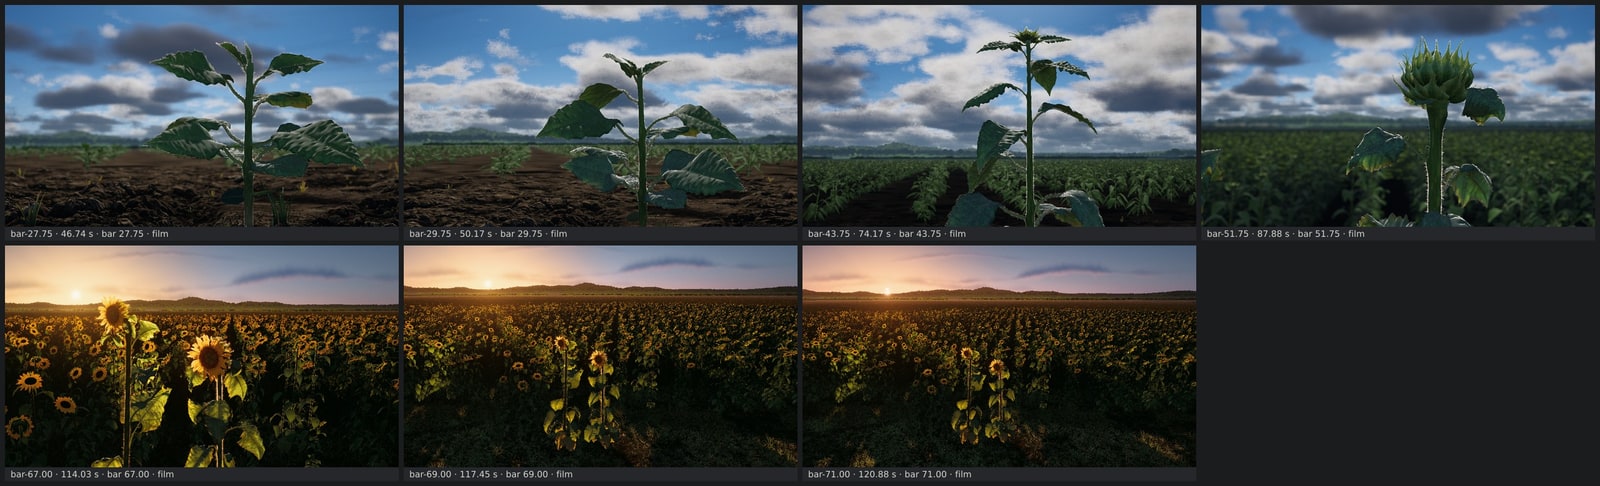 bar-27.75 · 46.74 s · bar 27.75 · film
bar-29.75 · 50.17 s · bar 29.75 · film
bar-43.75 · 74.17 s · bar 43.75 · film
bar-51.75 · 87.88 s · bar 51.75 · film
bar-67.00 · 114.03 s · bar 67.00 · film
bar-69.00 · 117.45 s · bar 69.00 · film
bar-71.00 · 120.88 s · bar 71.00 · film